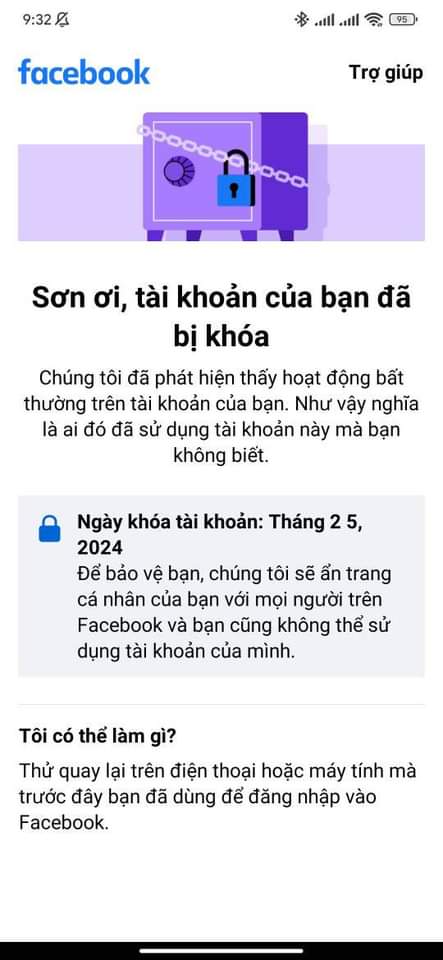 9:32
95
facebook
Trợ giúp
Sơn ơi, tài khoản của bạn đã
bị khóa
Chúng tôi đã phát hiện thấy hoạt động bất
thường trên tài khoản của bạn. Như vậy nghĩa
là ai đó đã sử dụng tài khoản này mà bạn
không biết.
Ngày khóa tài khoản: Tháng 2 5,
2024
Để bảo vệ bạn, chúng tôi sẽ ẩn trang
cá nhân của bạn với mọi người trên
Facebook và bạn cũng không thể sử
dụng tài khoản của mình.
Tôi có thể làm gì?
Thử quay lại trên điện thoại hoặc máy tính mà
trước đây bạn đã dùng để đăng nhập vào
Facebook.